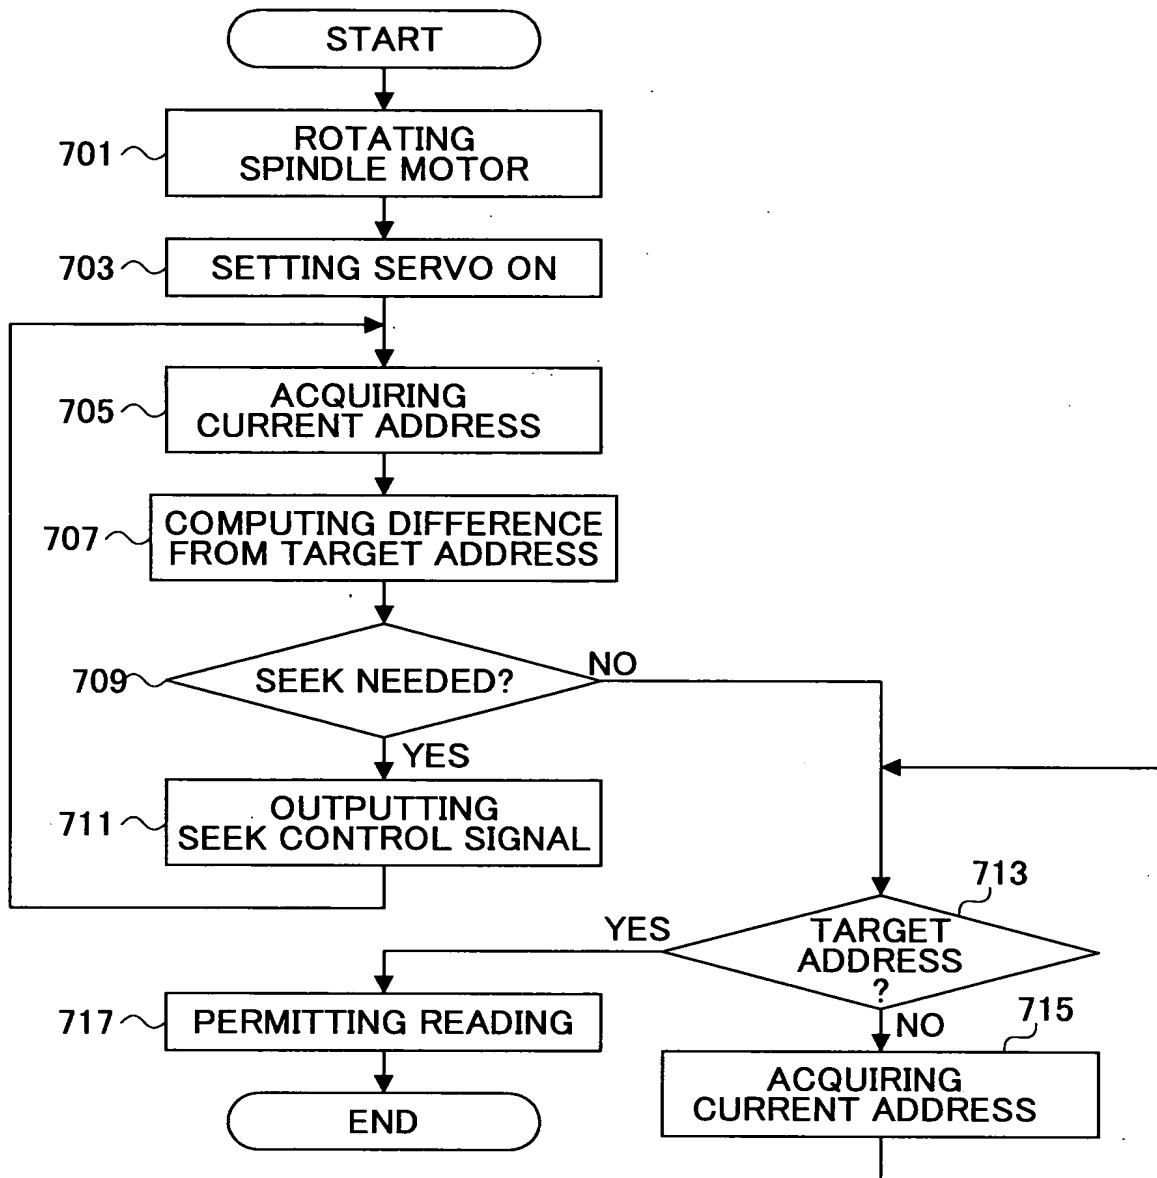 START
701
ROTATING
SPINDLE MOTOR
703
SETTING SERVO ON
705
ACQUIRING
CURRENT ADDRESS
707
COMPUTING DIFFERENCE
FROM TARGET ADDRESS
709
SEEK NEEDED?
NO
YES
711
OUTPUTTING
SEEK CONTROL SIGNAL
713
YES
TARGET
ADDRESS
?
717
PERMITTING READING
NO
715
ACQUIRING
CURRENT ADDRESS
END